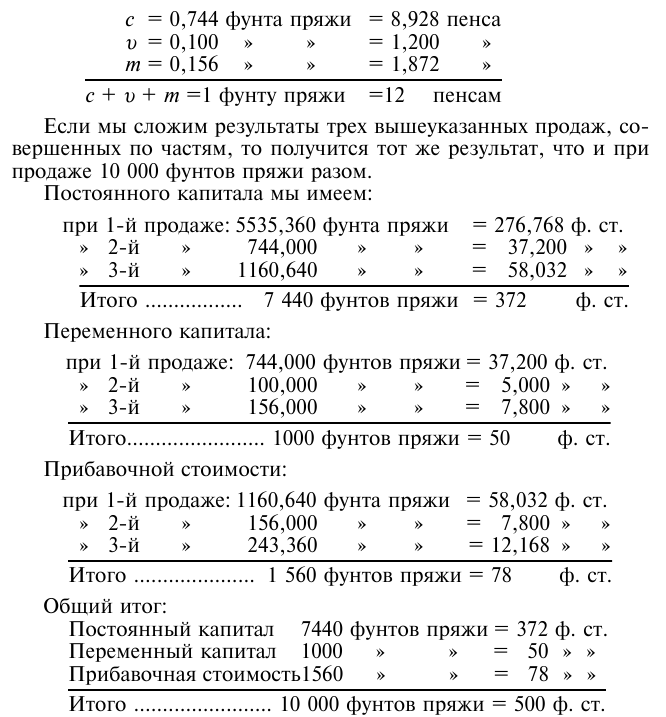 c = 0,744 фунта пряжи = 8,928 пенса
υ = 0,100 » » = 1,200 »
m = 0,156 » » = 1,872 »
c + υ + m =1 фунту пряжи =12 пенсам
Если мы сложим результаты трех вышеуказанных продаж, со-
вершенных по частям, то получится тот же результат, что и при
продаже 10 000 фунтов пряжи разом.
Постоянного капитала мы имеем:
при 1-й продаже: 5535,360 фунта пряжи = 276,768 ф. ст.
» 2-й » 744,000 » » = 37,200 » »
» 3-й » 1160,640 » » = 58,032 » »
Итого ................. 7 440 фунтов пряжи = 372 ф. ст.
Переменного капитала:
при 1-й продаже: 744,000 фунтов пряжи = 37,200 ф. ст.
» 2-й » 100,000 » » = 5,000 » »
» 3-й » 156,000 » » = 7,800 » »
Итого........................ 1000 фунтов пряжи = 50 ф. ст.
Прибавочной стоимости:
при 1-й продаже: 1160,640 фунта пряжи = 58,032 ф. ст.
» 2-й » 156,000 » » = 7,800 » »
» 3-й » 243,360 » » = 12,168 » »
Итого ..................... 1 560 фунтов пряжи = 78 ф. ст.
Общий итог:
Постоянный капитал 7440 фунтов пряжи = 372 ф. ст.
Переменный капитал 1000 » » = 50 » »
Прибавочная стоимость1560 » » = 78 » »
Итого ........................ 10 000 фунтов пряжи = 500 ф. ст.